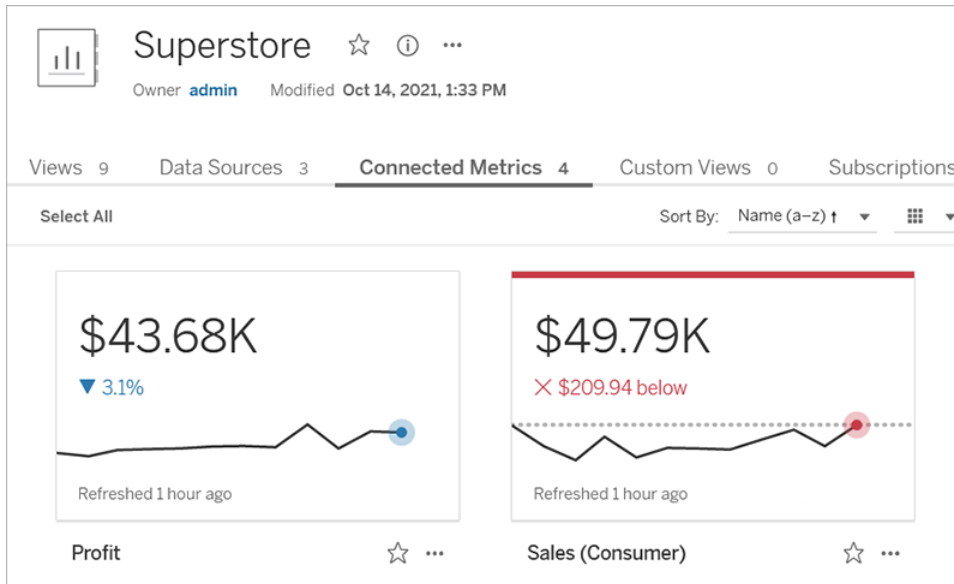 Superstore
Owner admin Modified Oct 14, 2021, 1:33 PM
Views 9 Data Sources 3 Connected Metrics 4 Custom Views 0 Subscriptions
Select All Sort By: Name (a–z) ↑
$43.68K $49.79K
▼ 3.1% × $209.94 below
Refreshed 1 hour ago Refreshed 1 hour ago
Profit Sales (Consumer)